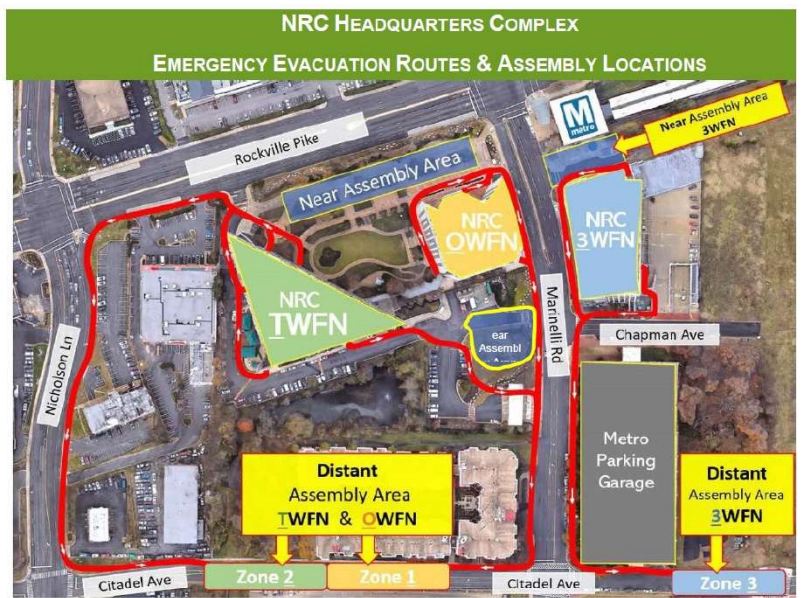 NRC HEADQUARTERS COMPLEX
EMERGENCY EVACUATION ROUTES & ASSEMBLY LOCATIONS
M
metro
Near Assembly Area
3WFN
Rockville Pike
Near Assembly Area
NRC
OWFN
NRC
3WFN
NRC
TWFN
Nicholson Ln
Marinelli Rd
ear
Assembl
Chapman Ave
Metro
Parking
Garage
Distant
Assembly Area
TWFN & OWFN
Distant
Assembly Area
3WFN
Citadel Ave
Zone 2
Zone 1
Citadel Ave
Zone 3